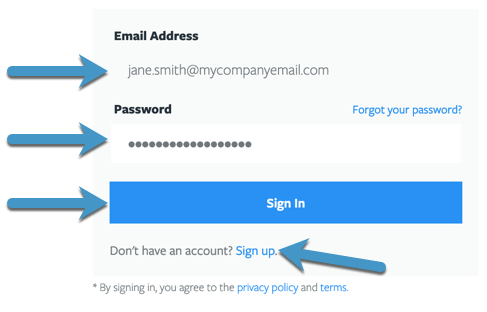 Email Address
jane.smith@mycompanyemail.com
Password Forgot your password?
••••••••••••••••••
Sign In
Don't have an account? Sign up.
* By signing in, you agree to the privacy policy and terms.